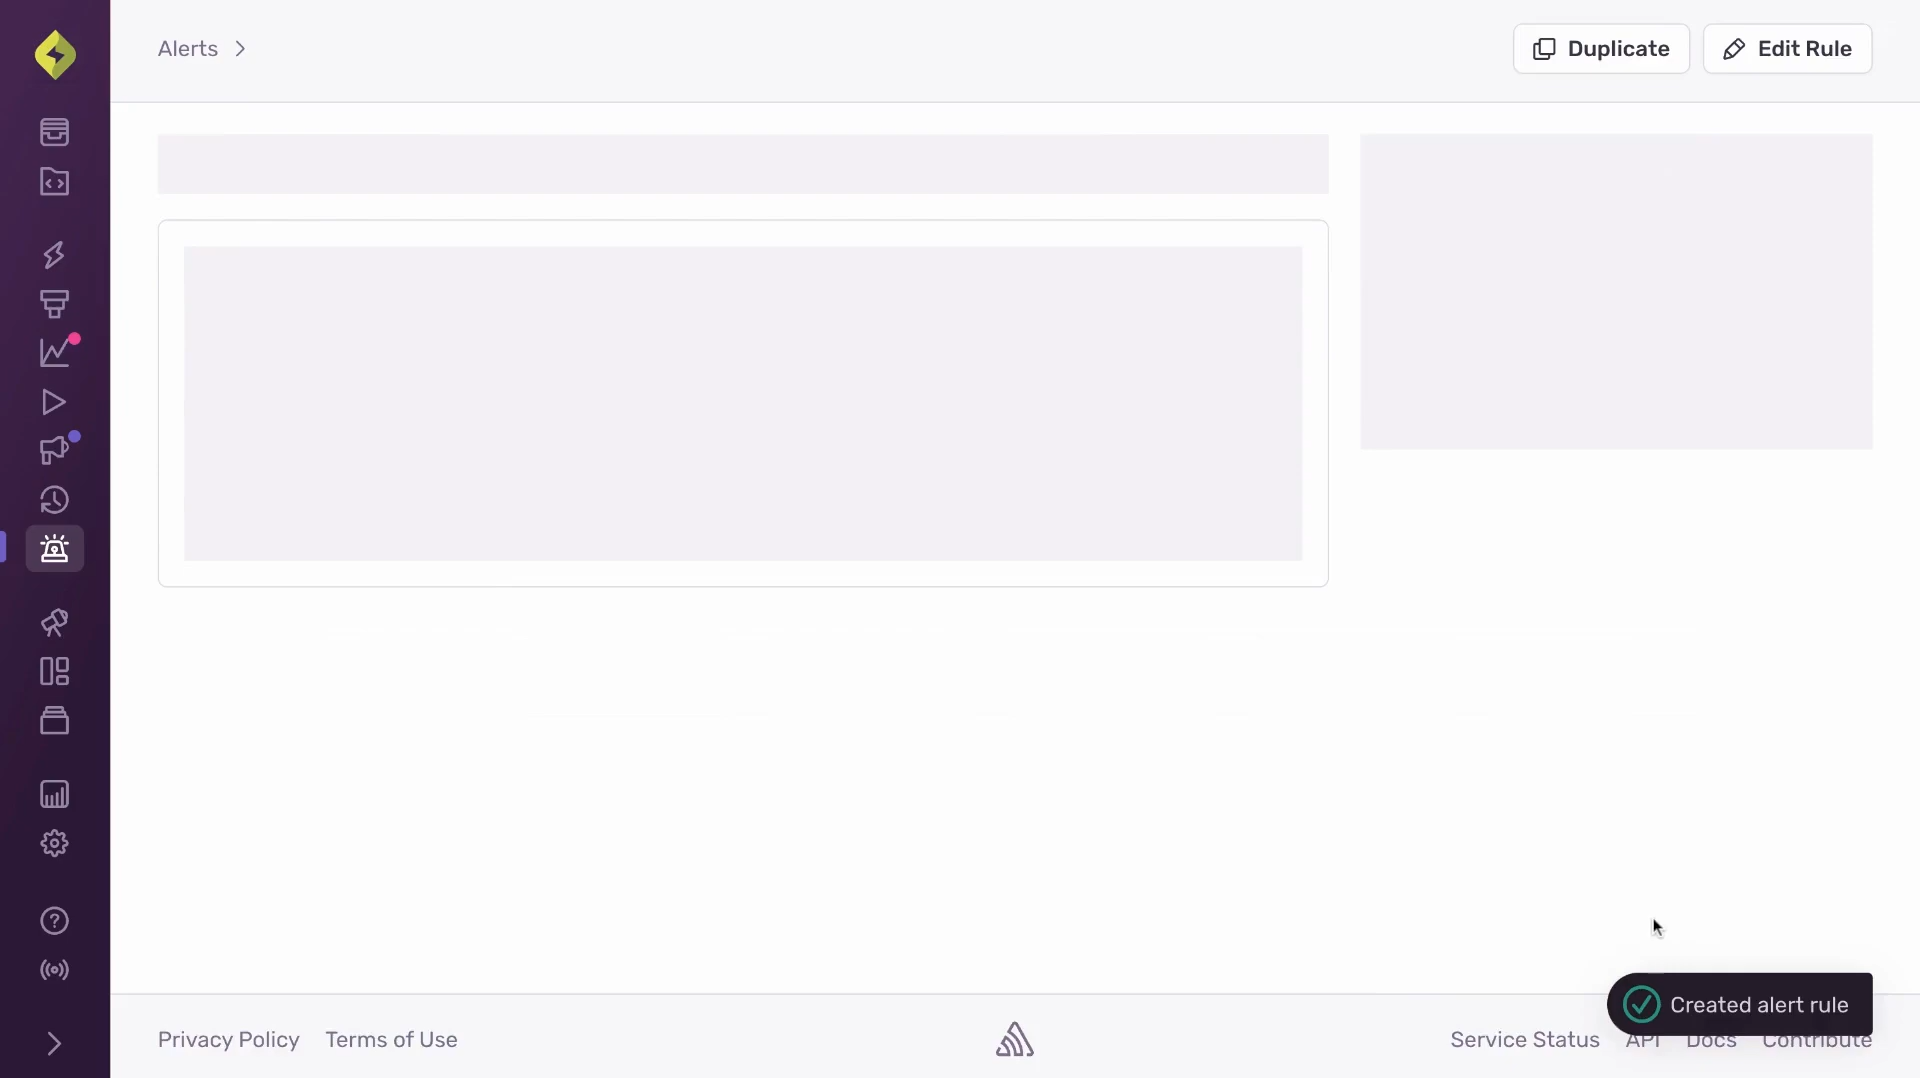 Alerts
Duplicate
Edit Rule
Created alert rule
Privacy Policy
Terms of Use
Service Status
API
Docs
Contribute